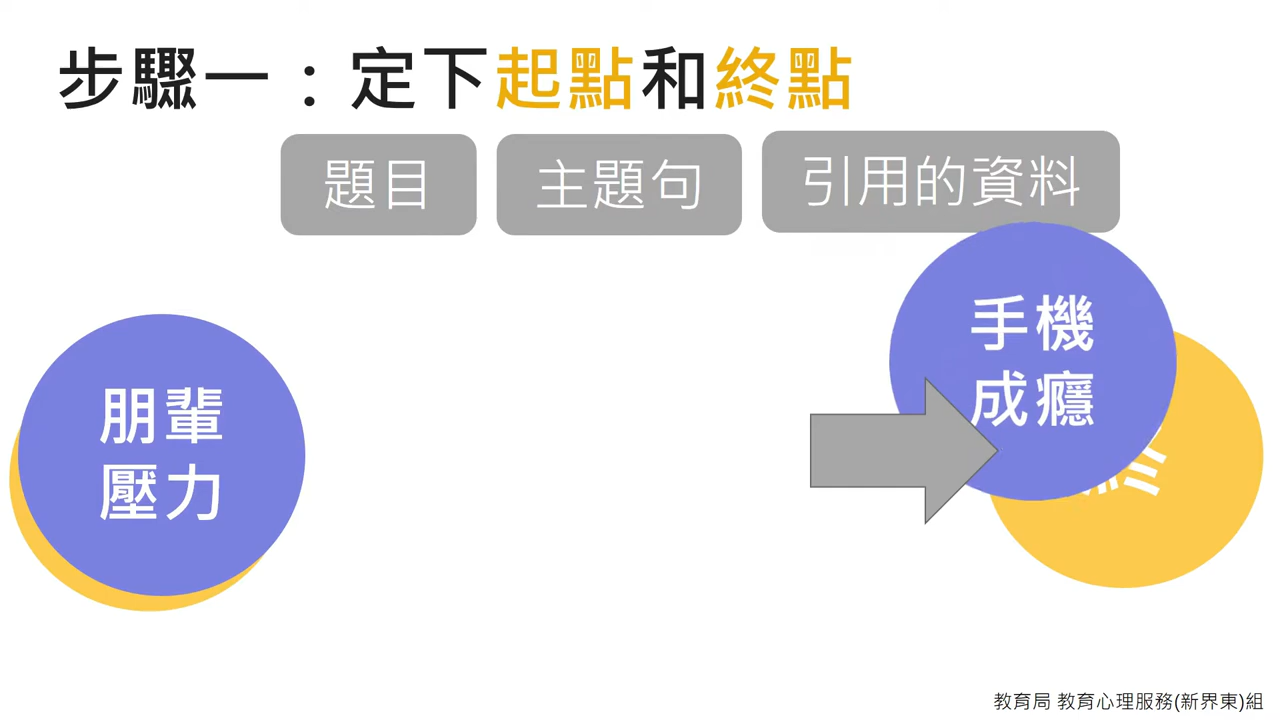 步驟一：定下起點和終點
題目
主題句
引用的資料
朋輩
壓力
手機
成癮
教育局 教育心理服務(新界東)組